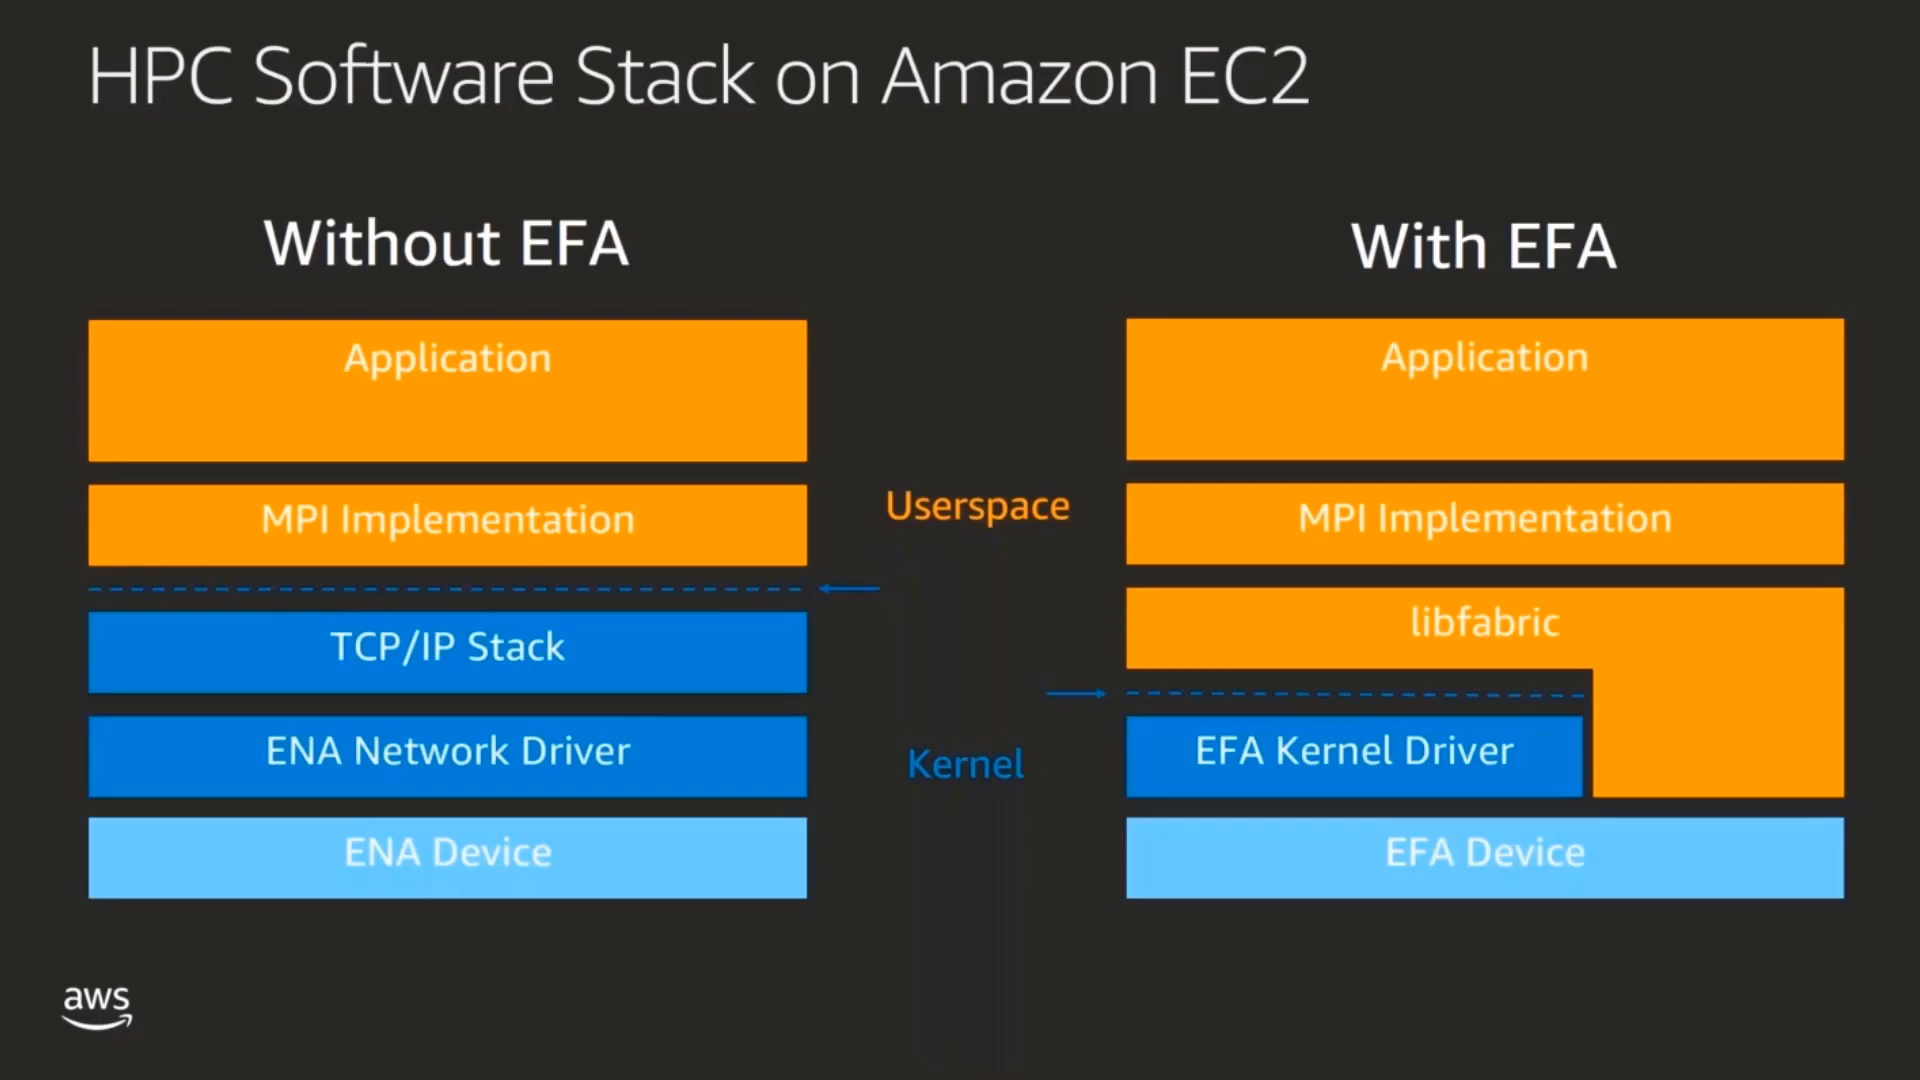 HPC Software Stack on Amazon EC2
Without EFA
Application
MPI Implementation
TCP/IP Stack
ENA Network Driver
ENA Device
Userspace
Kernel
With EFA
Application
MPI Implementation
libfabric
EFA Kernel Driver
EFA Device
aws